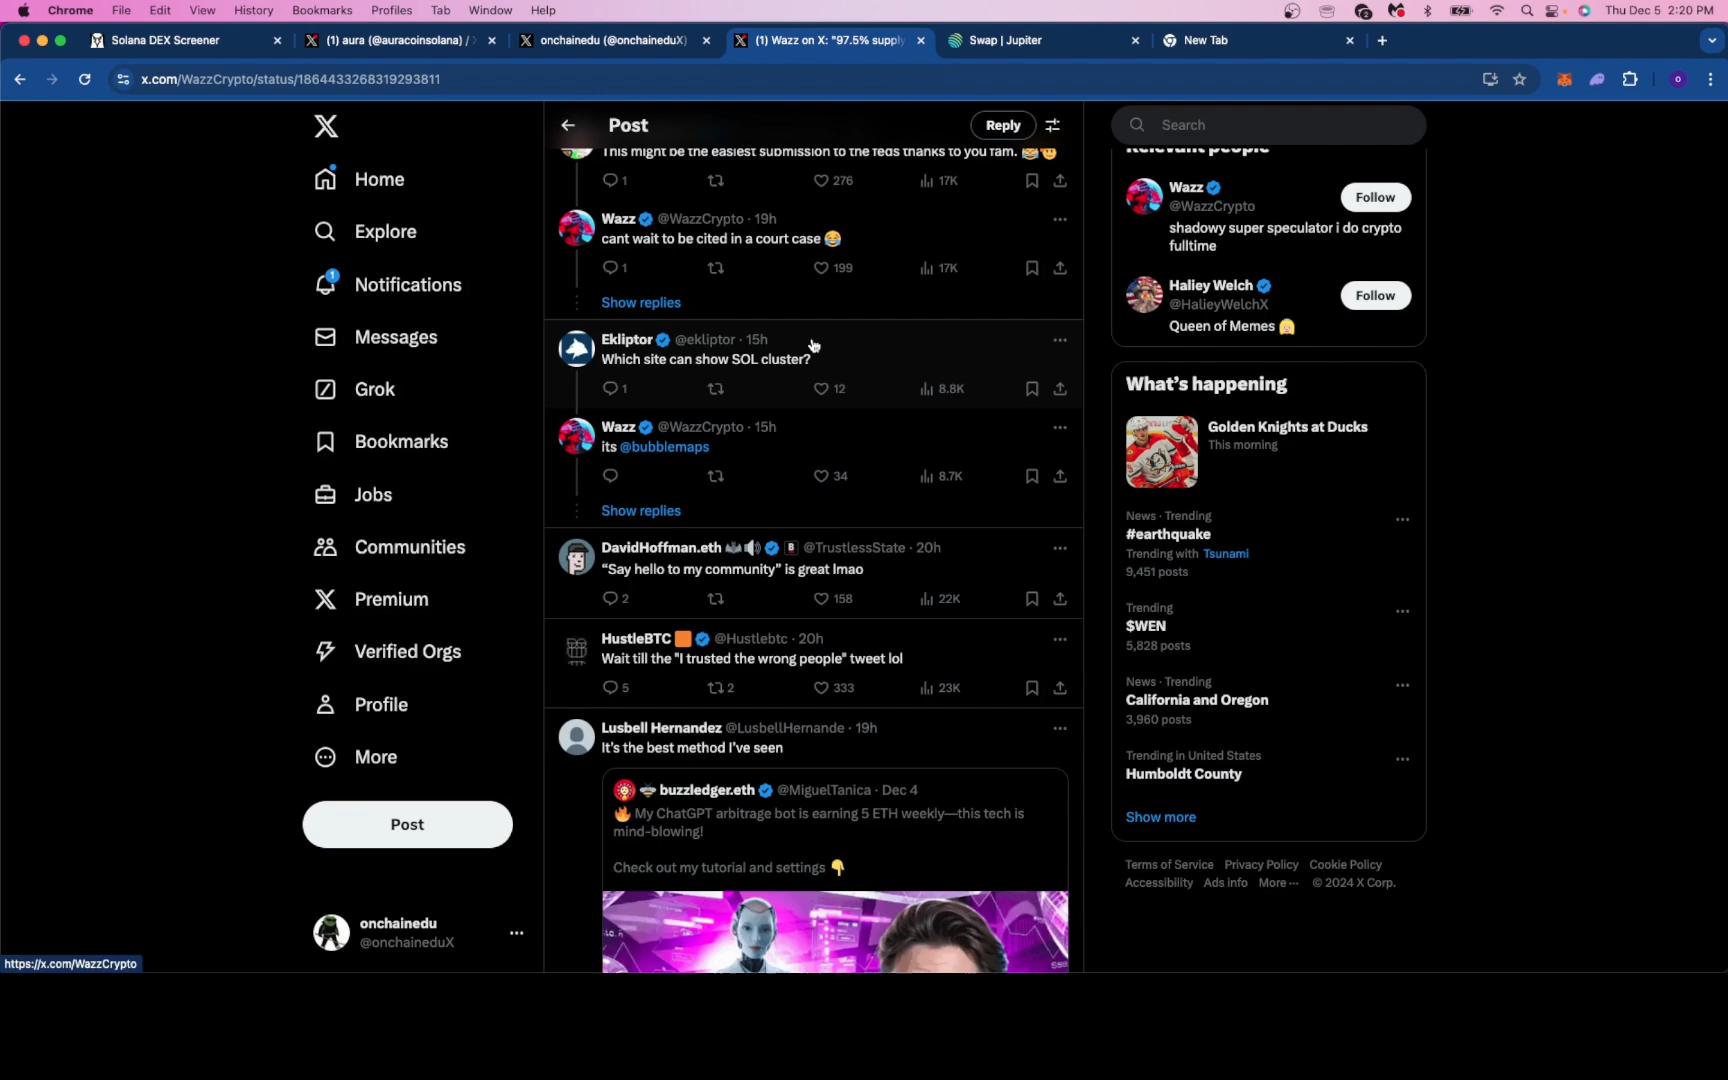 Chrome File Edit View History Bookmarks Profiles Tab Window Help
2
Thu Dec 5 2:20 PM
Solana DEX Screener
(1) aura (@auracoinsolana) /
onchainedu (@onchaineduX)
(1) Wazz on X: "97.5% supply
Swap | Jupiter
New Tab
x.com/WazzCrypto/status/1864433268319293811
Home
Explore
1
Notifications
Messages
Grok
Bookmarks
Jobs
Communities
Premium
Verified Orgs
Profile
More
Post
onchainedu
@onchaineduX
https://x.com/WazzCrypto
Post
Reply
This might be the easiest submission to the feds thanks to you fam. 😂🤠
1 276 17K
Wazz @WazzCrypto · 19h
cant wait to be cited in a court case 😂
1 199 17K
Show replies
Ekliptor @ekliptor · 15h
Which site can show SOL cluster?
1 12 8.8K
Wazz @WazzCrypto · 15h
its @bubblemaps
34 8.7K
Show replies
DavidHoffman.eth 🦇🔊 B @TrustlessState · 20h
“Say hello to my community” is great lmao
2 158 22K
HustleBTC 🟧 @Hustlebtc · 20h
Wait till the "I trusted the wrong people" tweet lol
5 2 333 23K
Lusbell Hernandez @LusbellHernande · 19h
It’s the best method I’ve seen
🐝 buzzledger.eth @MiguelTanica · Dec 4
🔥 My ChatGPT arbitrage bot is earning 5 ETH weekly—this tech is
mind-blowing!
Check out my tutorial and settings 👇
Search
Relevant people
Wazz
@WazzCrypto
Follow
shadowy super speculator i do crypto
fulltime
Haliey Welch
@HalieyWelchX
Follow
Queen of Memes 👱‍♀️
What’s happening
Golden Knights at Ducks
This morning
News · Trending
#earthquake
Trending with Tsunami
9,451 posts
Trending
$WEN
5,828 posts
News · Trending
California and Oregon
3,960 posts
Trending in United States
Humboldt County
Show more
Terms of Service Privacy Policy Cookie Policy
Accessibility Ads info More ··· © 2024 X Corp.